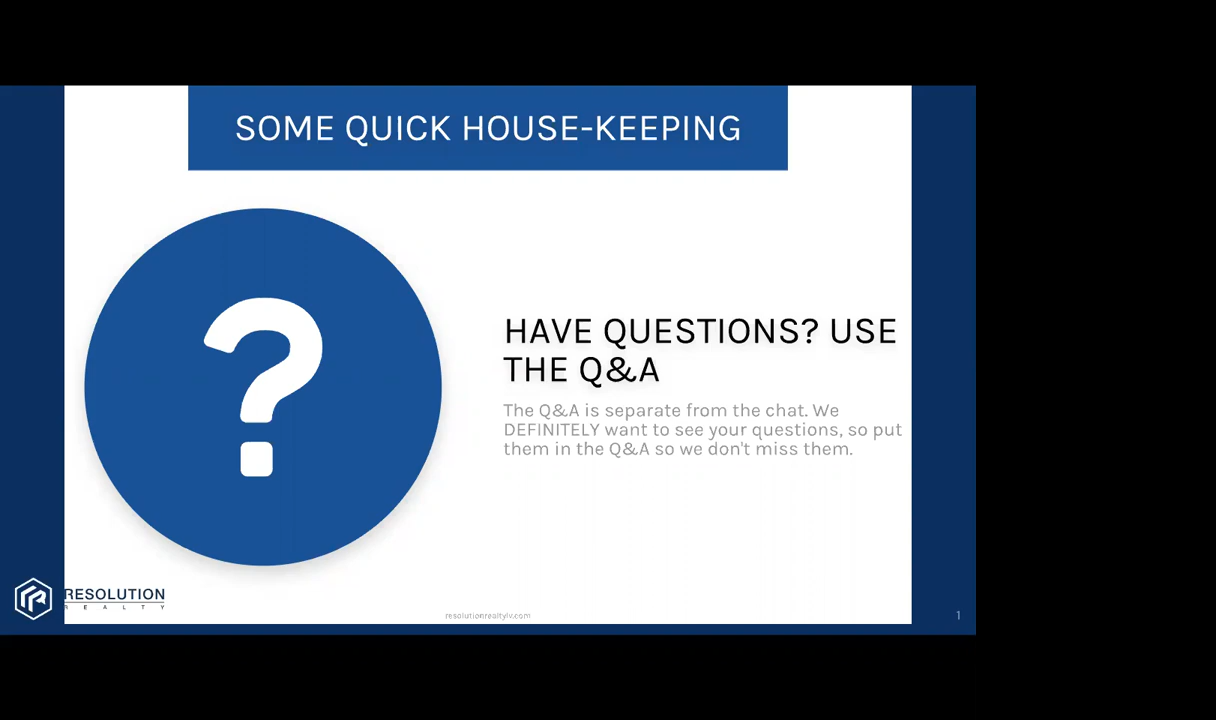 SOME QUICK HOUSE-KEEPING
?
HAVE QUESTIONS? USE
THE Q&A
The Q&A is separate from the chat. We
DEFINITELY want to see your questions, so put
them in the Q&A so we don't miss them.
RESOLUTION
REALTY
resolutionrealtylv.com
1